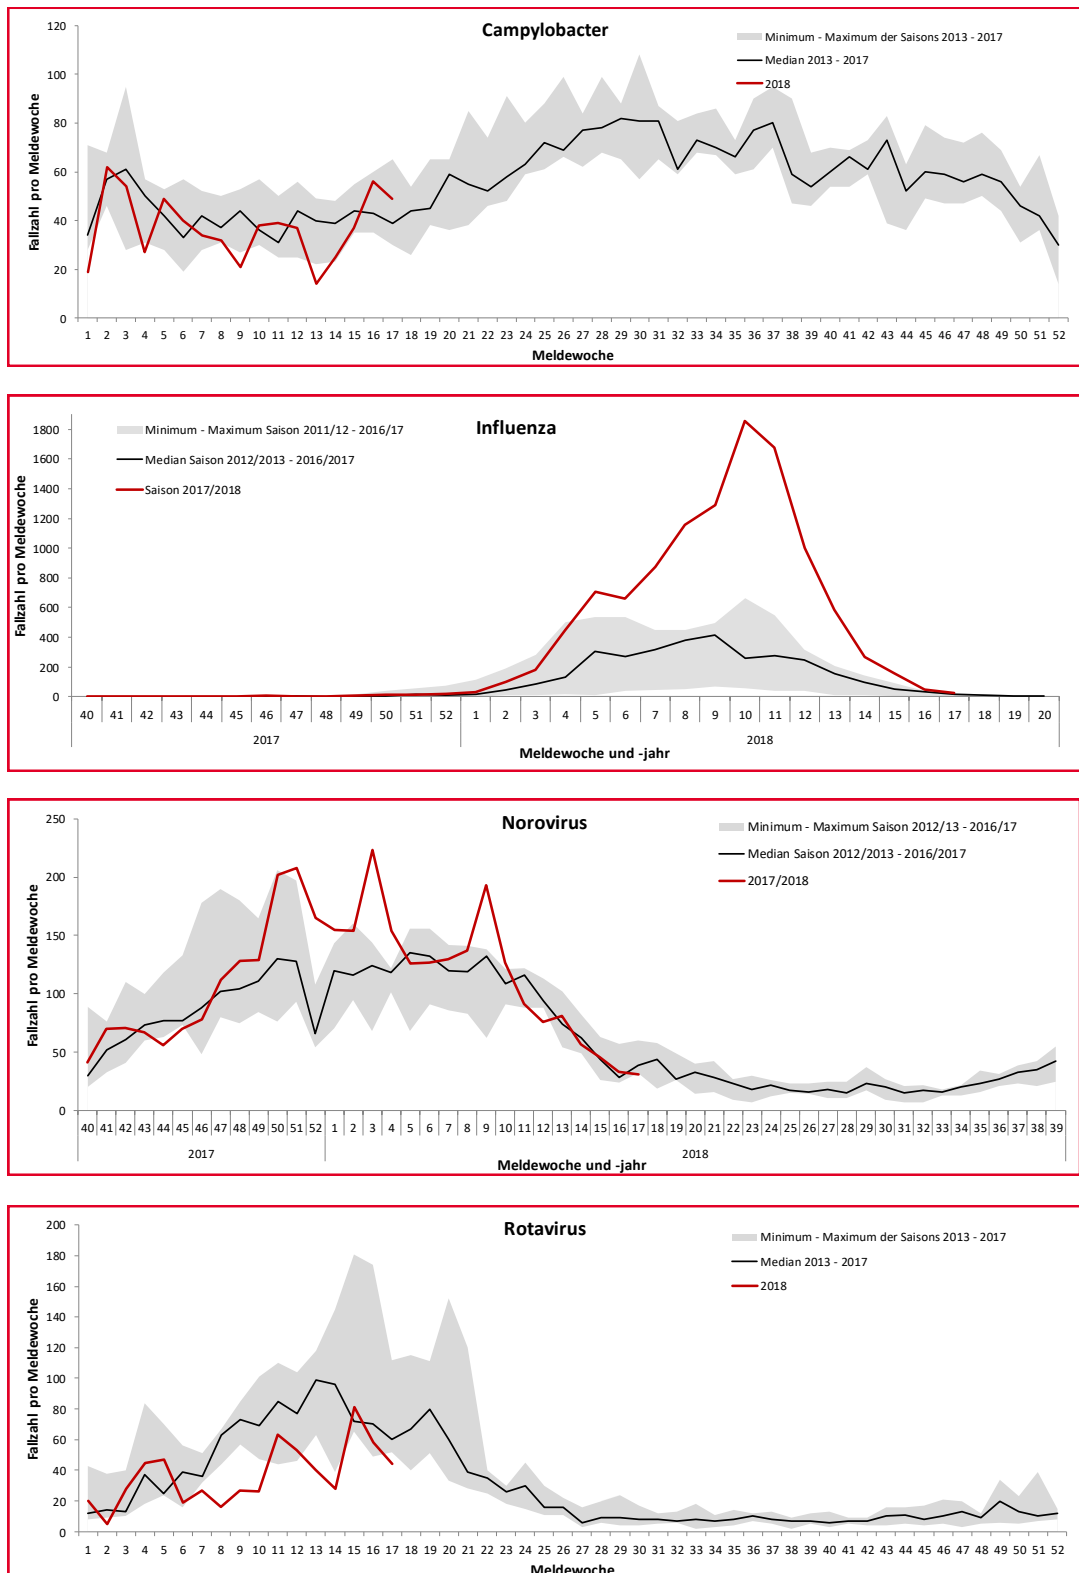 Campylobacter
Minimum - Maximum der Saisons 2013 - 2017
Median 2013 - 2017
2018
Fallzahl pro Meldewoche
120
100
80
60
40
20
0
1 2 3 4 5 6 7 8 9 10 11 12 13 14 15 16 17 18 19 20 21 22 23 24 25 26 27 28 29 30 31 32 33 34 35 36 37 38 39 40 41 42 43 44 45 46 47 48 49 50 51 52
Meldewoche
Influenza
Minimum - Maximum Saison 2011/12 - 2016/17
Median Saison 2012/2013 - 2016/2017
Saison 2017/2018
Fallzahl pro Meldewoche
1800
1600
1400
1200
1000
800
600
400
200
0
40 41 42 43 44 45 46 47 48 49 50 51 52 1 2 3 4 5 6 7 8 9 10 11 12 13 14 15 16 17 18 19 20
2017 2018
Meldewoche und -jahr
Norovirus
Minimum - Maximum Saison 2012/13 - 2016/17
Median Saison 2012/2013 - 2016/2017
2017/2018
Fallzahl pro Meldewoche
250
200
150
100
50
0
40 41 42 43 44 45 46 47 48 49 50 51 52 1 2 3 4 5 6 7 8 9 10 11 12 13 14 15 16 17 18 19 20 21 22 23 24 25 26 27 28 29 30 31 32 33 34 35 36 37 38 39
2017 2018
Meldewoche und -jahr
Rotavirus
Minimum - Maximum der Saisons 2013 - 2017
Median 2013 - 2017
2018
Fallzahl pro Meldewoche
200
180
160
140
120
100
80
60
40
20
0
1 2 3 4 5 6 7 8 9 10 11 12 13 14 15 16 17 18 19 20 21 22 23 24 25 26 27 28 29 30 31 32 33 34 35 36 37 38 39 40 41 42 43 44 45 46 47 48 49 50 51 52
Meldewoche